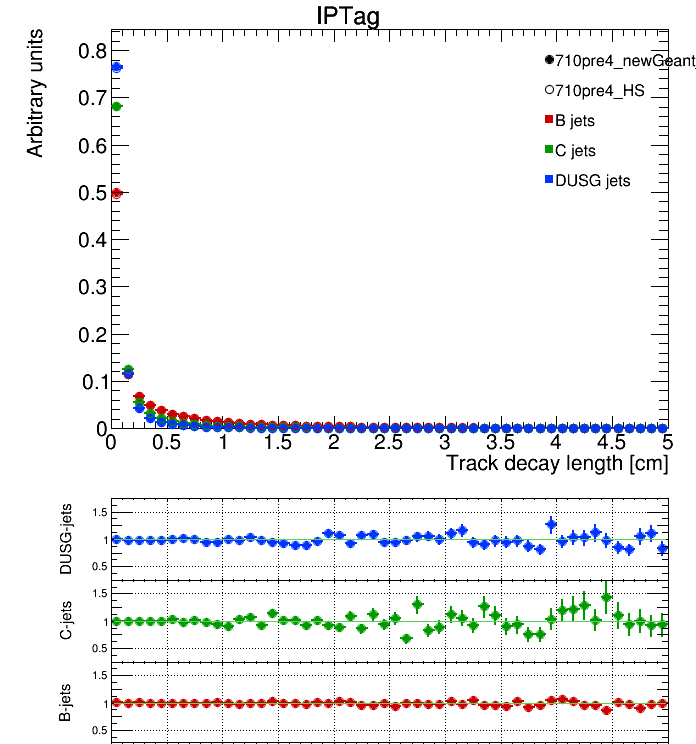 IPTag
Arbitrary units
0.8
0.7
0.6
0.5
0.4
0.3
0.2
0.1
0
710pre4_newGeant_
710pre4_HS
B jets
C jets
DUSG jets
0 0.5 1 1.5 2 2.5 3 3.5 4 4.5 5
Track decay length [cm]
DUSG-jets
1.5
1
0.5
C-jets
1.5
1
0.5
B-jets
1.5
1
0.5